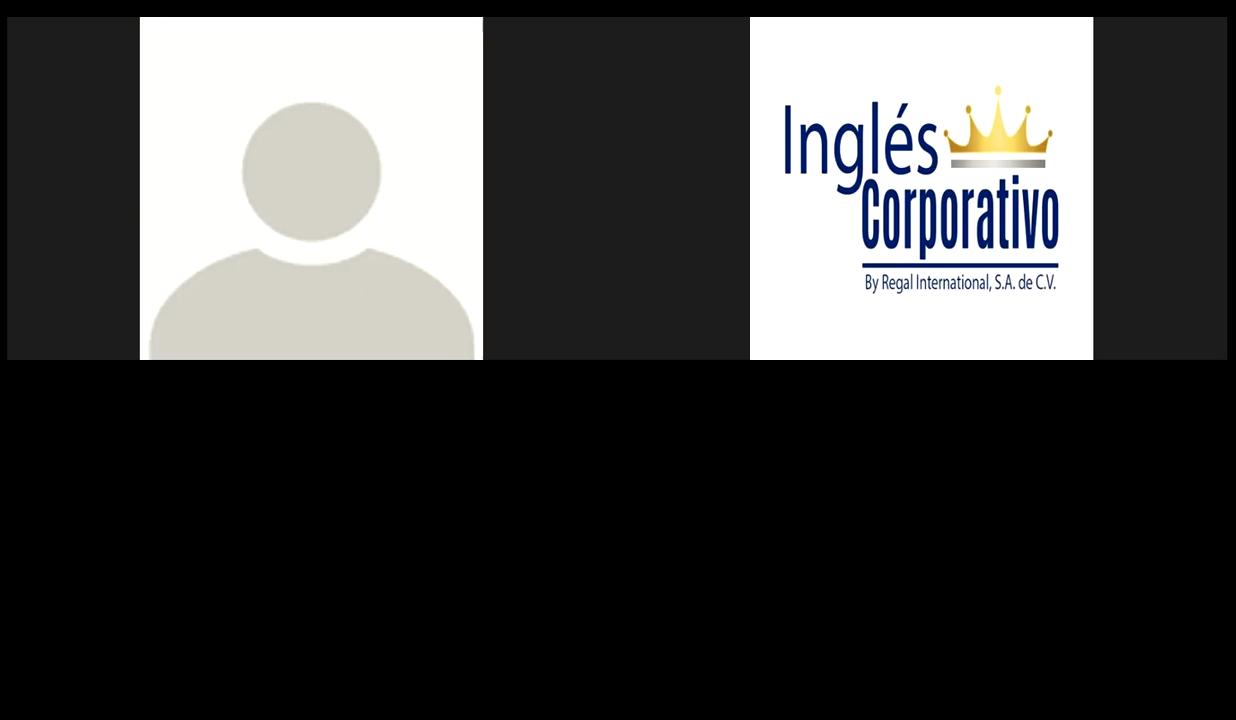 Inglés
Corporativo
By Regal International, S.A. de C.V.